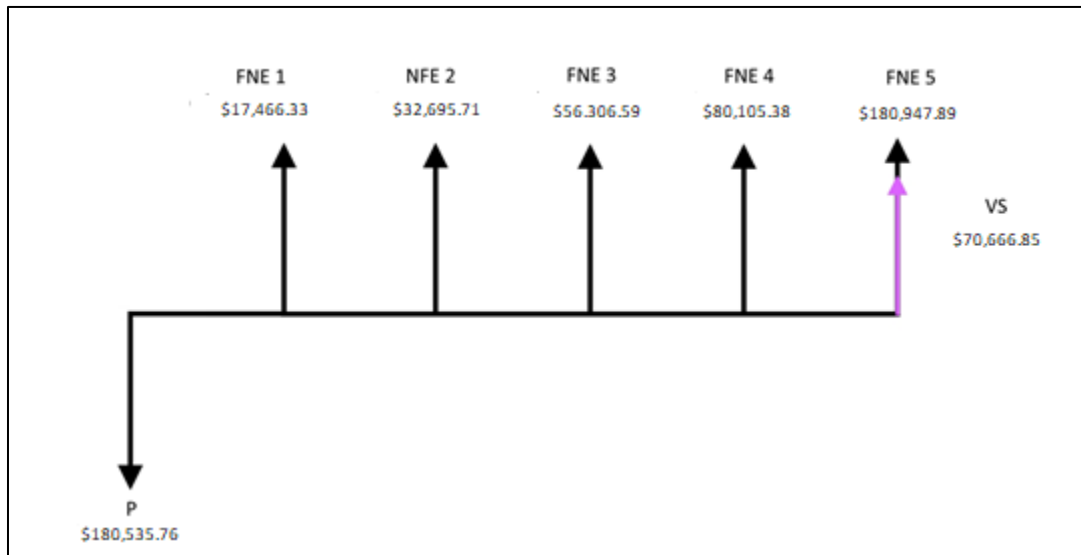 FNE 1
NFE 2
FNE 3
FNE 4
FNE 5
$17,466.33
$32,695.71
$56.306.59
$80,105.38
$180,947.89
VS
$70,666.85
P
$180,535.76